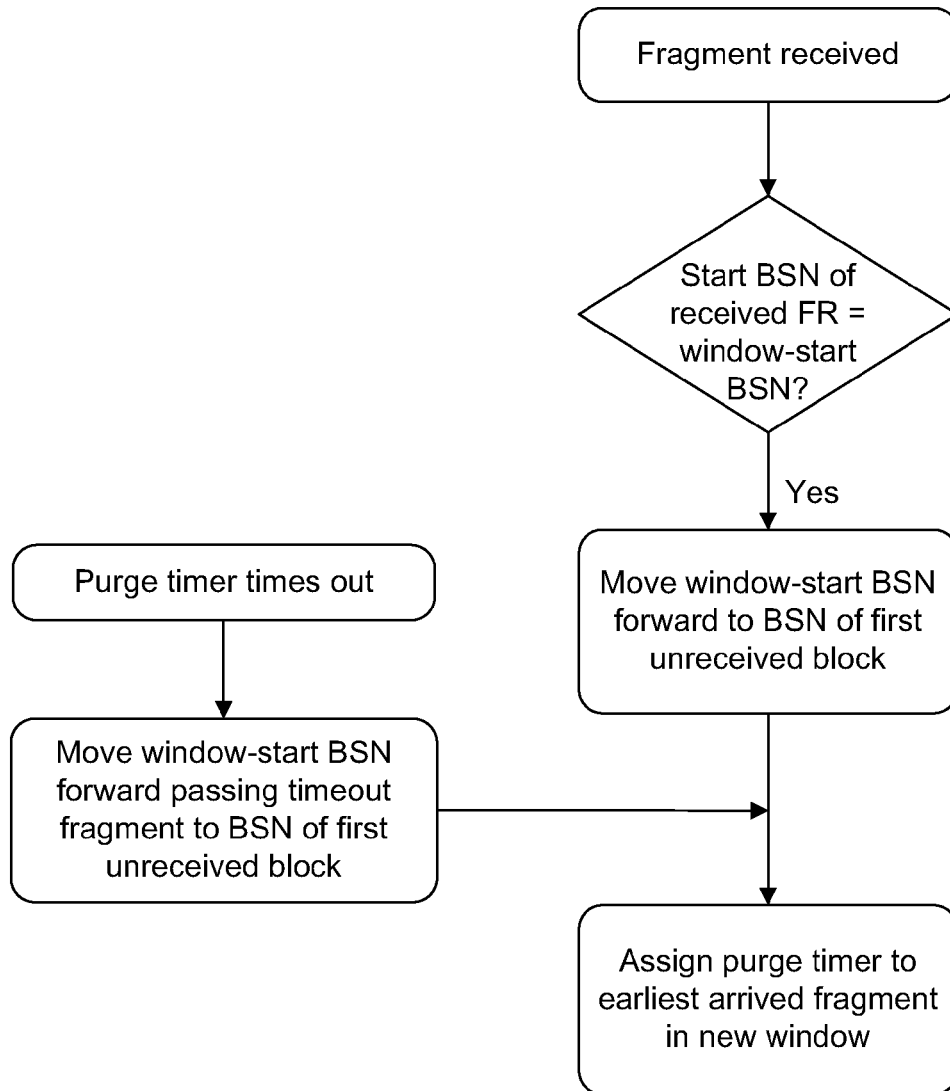 Fragment received
Start BSN of
received FR =
window-start
BSN?
Yes
Move window-start BSN
forward to BSN of first
unreceived block
Purge timer times out
Move window-start BSN
forward passing timeout
fragment to BSN of first
unreceived block
Assign purge timer to
earliest arrived fragment
in new window